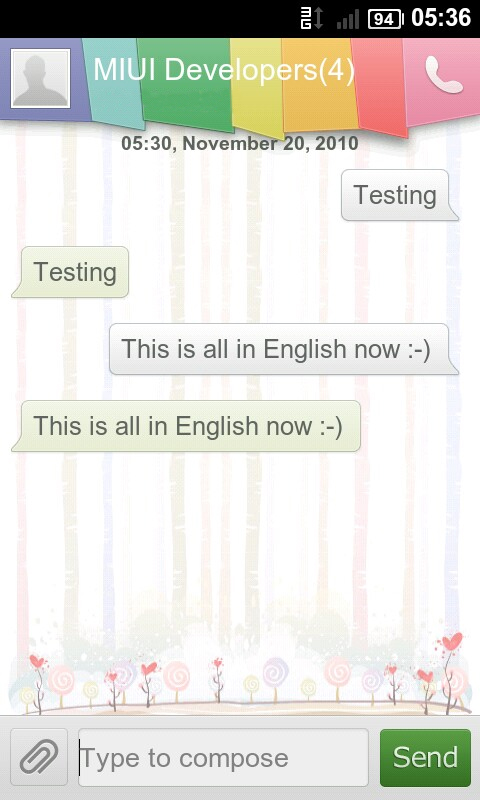 94 05:36
MIUI Developers(4)
05:30, November 20, 2010
Testing
Testing
This is all in English now :-)
This is all in English now :-)
Type to compose
Send